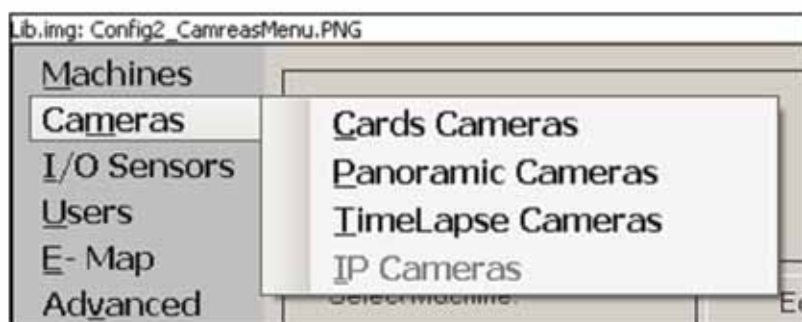 Lib.img: Config2_CamreasMenu.PNG
Machines
Cameras
I/O Sensors
Users
E- Map
Advanced
Cards Cameras
Panoramic Cameras
TimeLapse Cameras
IP Cameras